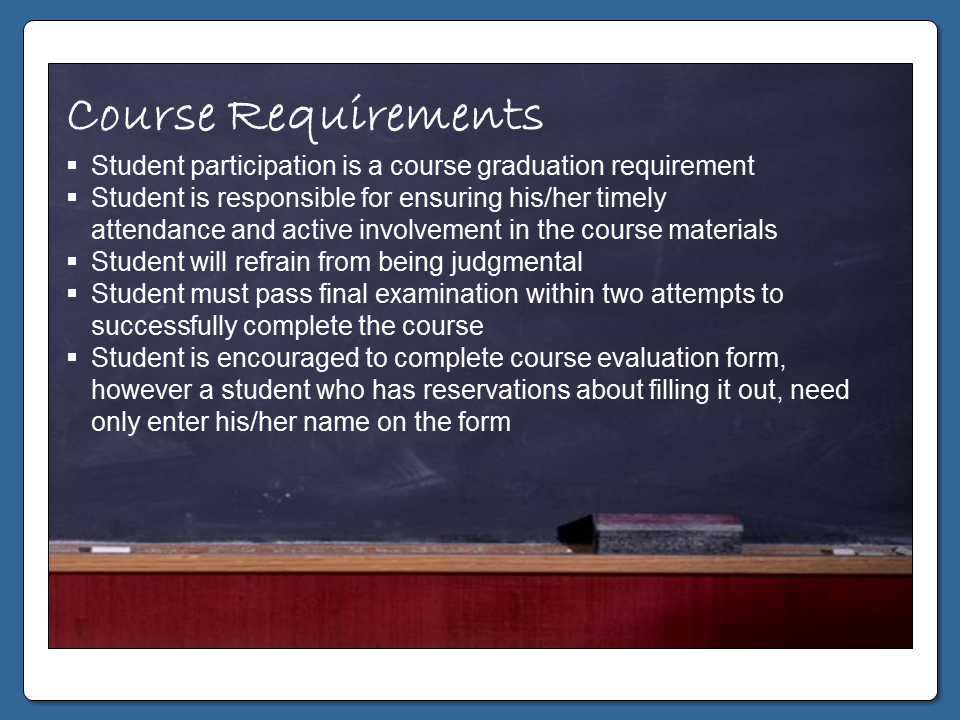 Course Requirements
▪ Student participation is a course graduation requirement
▪ Student is responsible for ensuring his/her timely
attendance and active involvement in the course materials
▪ Student will refrain from being judgmental
▪ Student must pass final examination within two attempts to
successfully complete the course
▪ Student is encouraged to complete course evaluation form,
however a student who has reservations about filling it out, need
only enter his/her name on the form